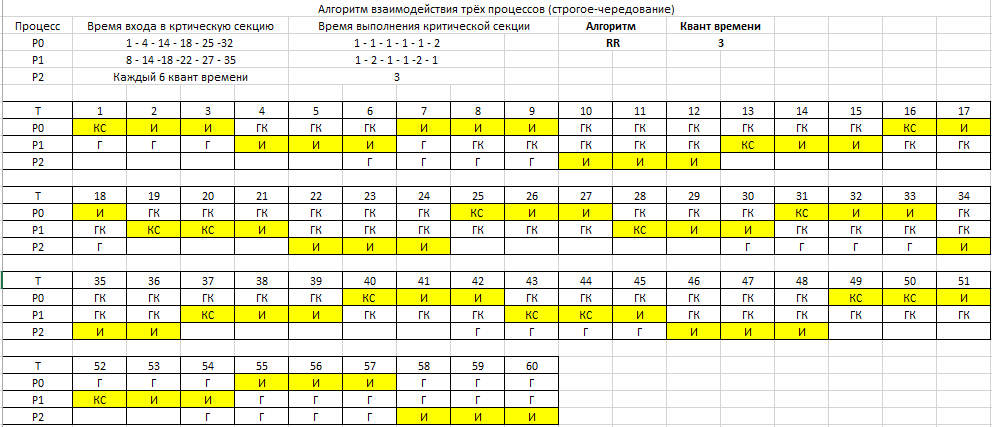 Алгоритм взаимодействия трёх процессов (строгое-чередование)
Процесс Время входа в кртическую секцию Время выполнения критической секции Алгоритм Квант времени
P0 1 - 4 - 14 - 18 - 25 -32 1 - 1 - 1 - 1 - 1 - 2 RR 3
P1 8 - 14 -18 -22 - 27 - 35 1 - 2 - 1 - 1 -2 - 1
P2 Каждый 6 квант времени 3
T 1 2 3 4 5 6 7 8 9 10 11 12 13 14 15 16 17
P0 КС И И ГК ГК ГК И И И ГК ГК ГК ГК ГК ГК КС И
P1 Г Г Г И И И Г ГК ГК ГК ГК ГК КС И И ГК ГК
P2 Г Г Г Г И И И
T 18 19 20 21 22 23 24 25 26 27 28 29 30 31 32 33 34
P0 И ГК ГК ГК ГК ГК ГК КС И И ГК ГК ГК КС И И ГК
P1 ГК КС КС И ГК ГК ГК ГК ГК ГК КС И И ГК ГК ГК ГК
P2 Г И И И Г Г Г Г И
T 35 36 37 38 39 40 41 42 43 44 45 46 47 48 49 50 51
P0 ГК ГК ГК ГК ГК КС И И ГК ГК ГК ГК ГК ГК КС КС И
P1 ГК ГК КС И И ГК ГК ГК КС КС И ГК ГК ГК ГК ГК ГК
P2 И И Г Г Г Г И И И
T 52 53 54 55 56 57 58 59 60
P0 Г Г Г И И И Г Г Г
P1 КС И И Г Г Г Г Г Г
P2 Г Г Г Г И И И